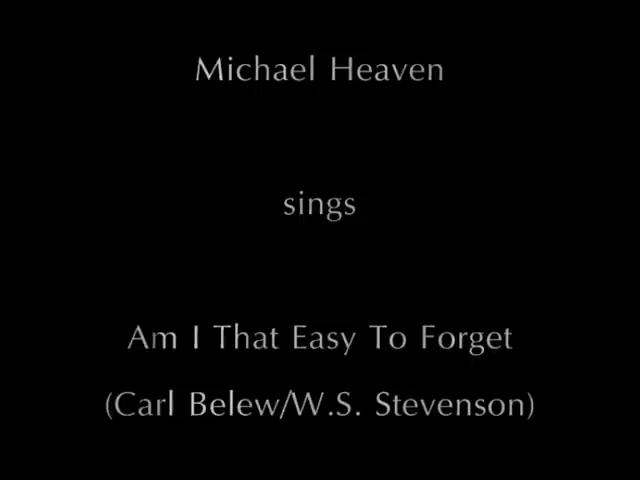 Michael Heaven
sings
Am I That Easy To Forget
(Carl Belew/W.S. Stevenson)